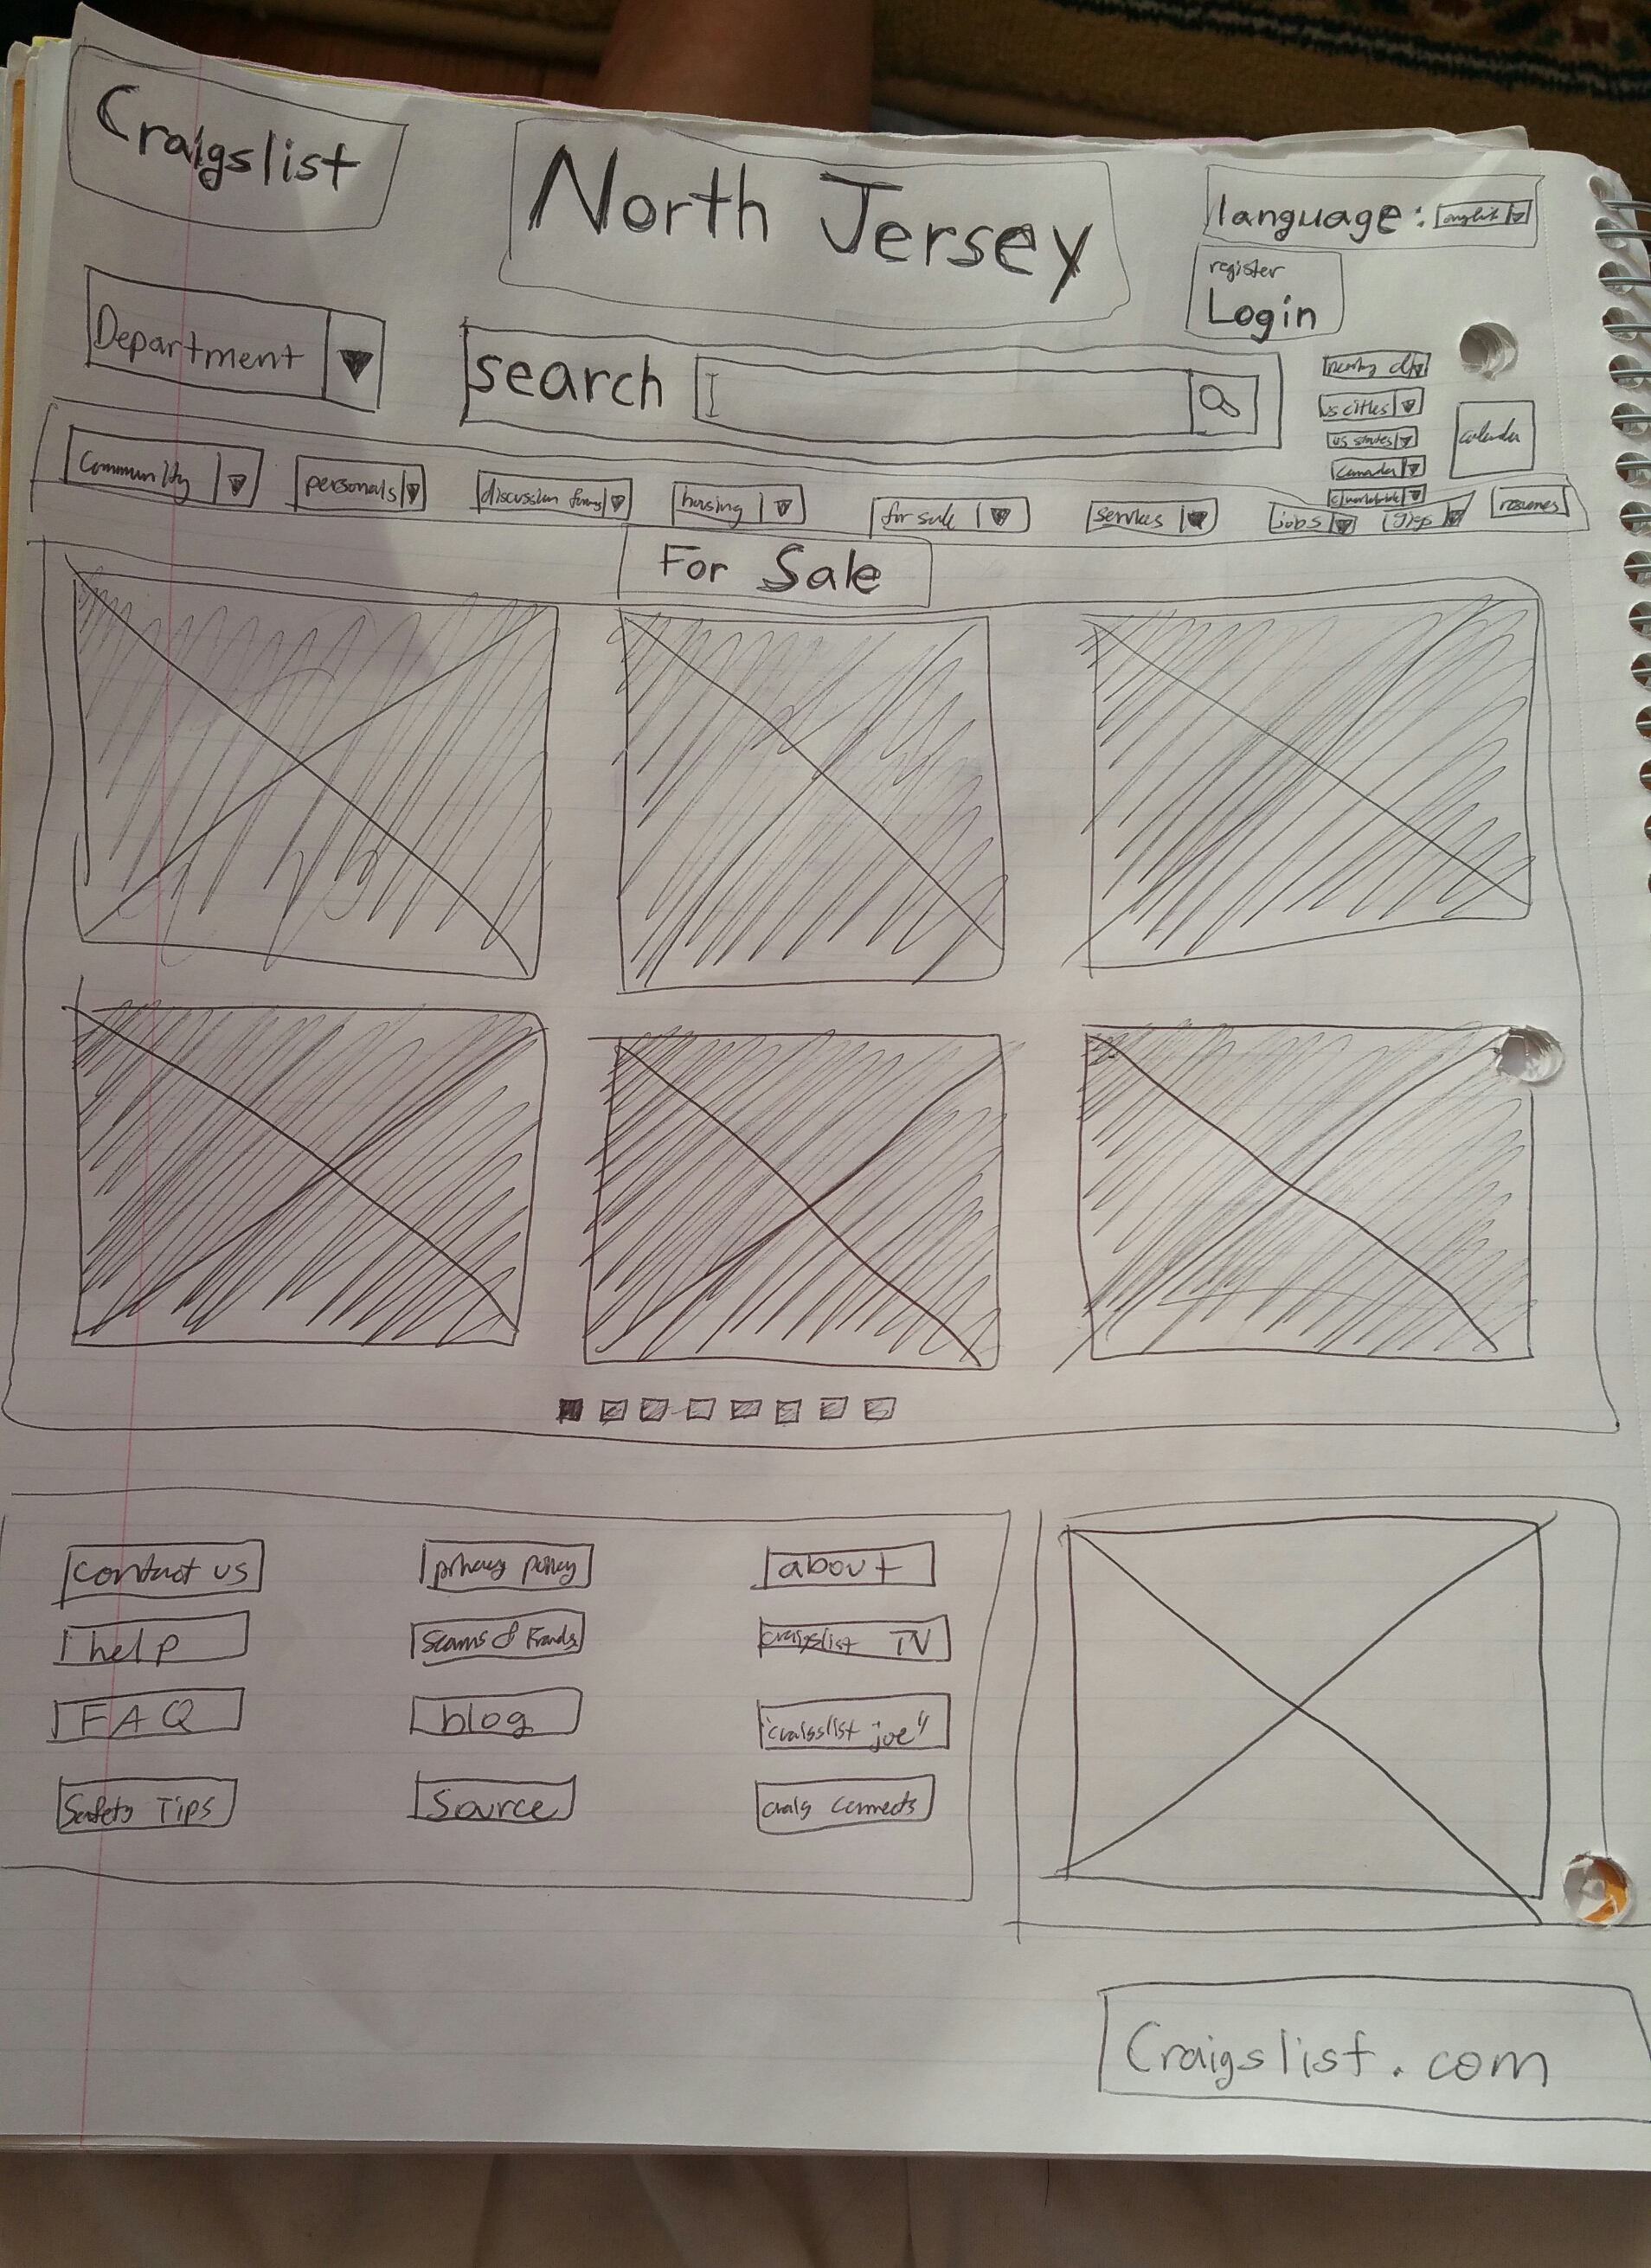 Craigslist
North Jersey
language: english
register
Login
Department
search
nearby cl
us cities
us states
canada
cl worldwide
calendar
Community
personals
discussion forums
housing
for sale
services
jobs
gigs
resumes
For Sale
contact us
privacy policy
about
help
scams & frauds
craigslist TV
FAQ
blog
"craigslist joe"
Safety Tips
Source
craig connects
Craigslist.com